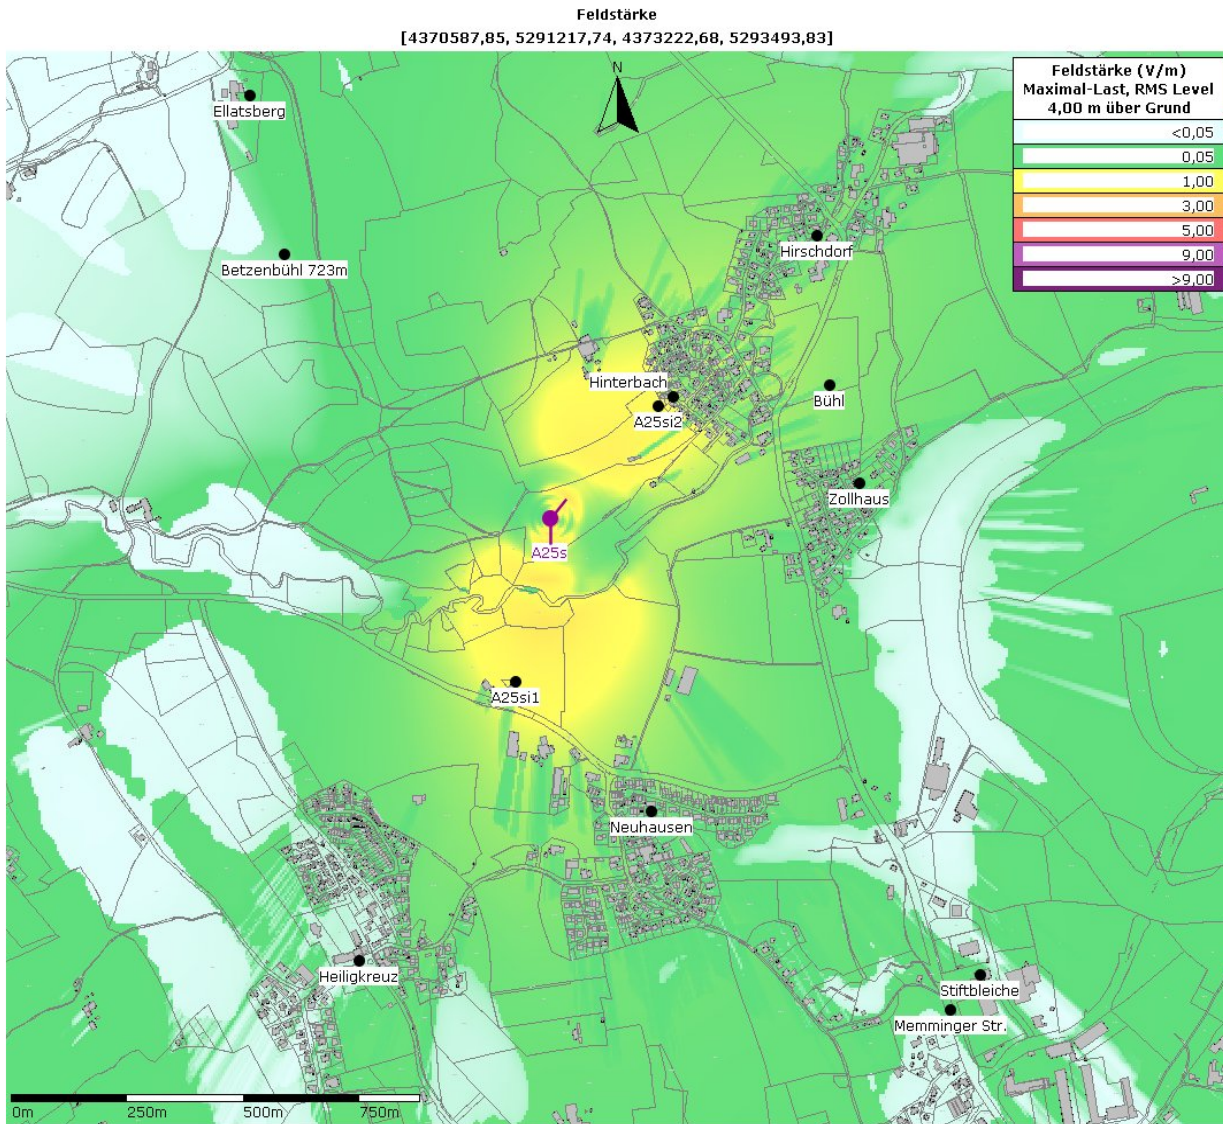 Feldstärke
[4370587,85, 5291217,74, 4373222,68, 5293493,83]
N
Feldstärke (V/m)
Maximal-Last, RMS Level
4,00 m über Grund
<0,05
0,05
1,00
3,00
5,00
9,00
>9,00
Ellatsberg
Betzenbühl 723m
Hirschdorf
Hinterbach
A25si2
Bühl
Zollhaus
A25s
A25si1
Neuhausen
Heiligkreuz
Stiftbleiche
Memminger Str.
0m 250m 500m 750m